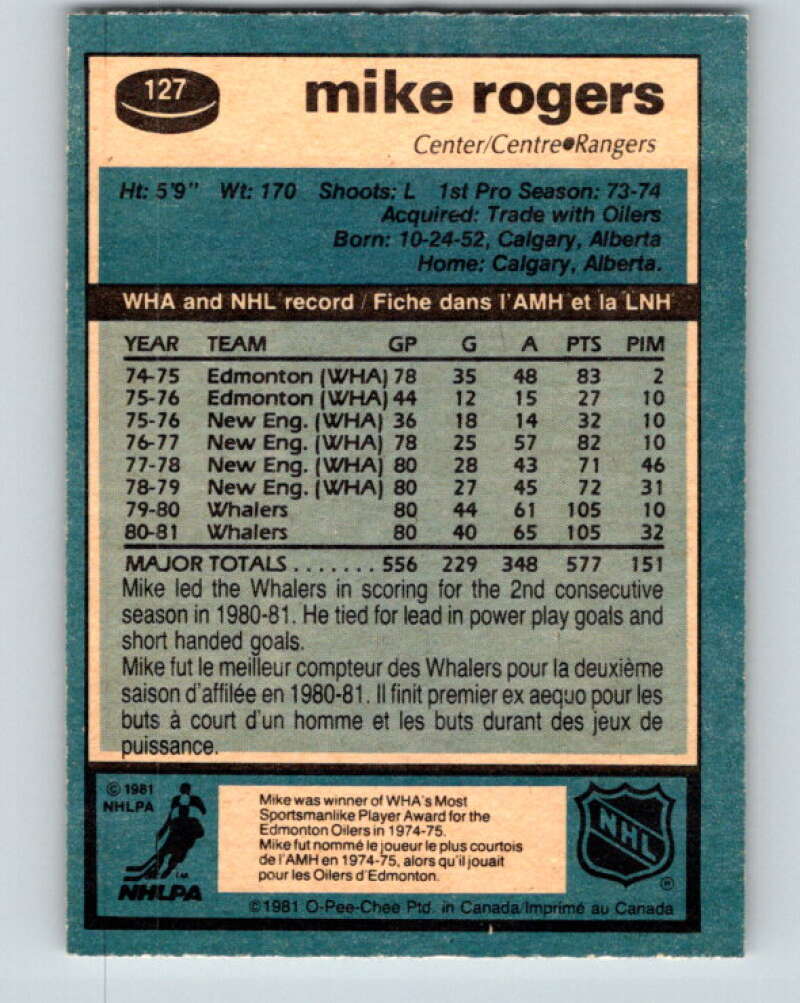 127
mike rogers
Center/Centre●Rangers
Ht: 5'9" Wt: 170 Shoots: L 1st Pro Season: 73-74
Acquired: Trade with Oilers
Born: 10-24-52, Calgary, Alberta
Home: Calgary, Alberta.
WHA and NHL record / Fiche dans l'AMH et la LNH
YEAR TEAM GP G A PTS PIM
74-75 Edmonton (WHA) 78 35 48 83 2
75-76 Edmonton (WHA) 44 12 15 27 10
75-76 New Eng. (WHA) 36 18 14 32 10
76-77 New Eng. (WHA) 78 25 57 82 10
77-78 New Eng. (WHA) 80 28 43 71 46
78-79 New Eng. (WHA) 80 27 45 72 31
79-80 Whalers 80 44 61 105 10
80-81 Whalers 80 40 65 105 32
MAJOR TOTALS ....... 556 229 348 577 151
Mike led the Whalers in scoring for the 2nd consecutive
season in 1980-81. He tied for lead in power play goals and
short handed goals.
Mike fut le meilleur compteur des Whalers pour la deuxième
saison d'affilée en 1980-81. Il finit premier ex aequo pour les
buts à court d'un homme et les buts durant des jeux de
puissance.
© 1981
NHLPA
NHLPA
Mike was winner of WHA's Most
Sportsmanlike Player Award for the
Edmonton Oilers in 1974-75.
Mike fut nommé le joueur le plus courtois
de l'AMH en 1974-75, alors qu'il jouait
pour les Oilers d'Edmonton.
NHL
®
©1981 O-Pee-Chee Ptd. in Canada/Imprimé au Canada